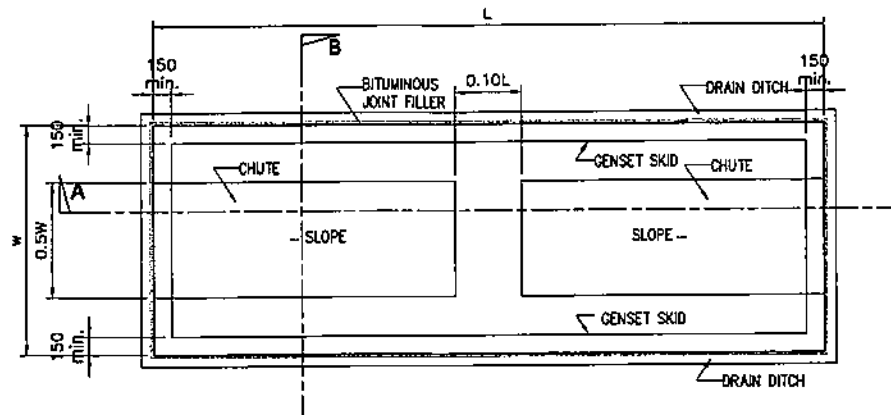 L
B
150
min.
BITUMINOUS
JOINT FILLER
0.10L
150
min.
DRAIN DITCH
150
min.
GENSET SKID
CHUTE
CHUTE
A
W
0.5W
SLOPE
SLOPE
150
min.
GENSET SKID
DRAIN DITCH